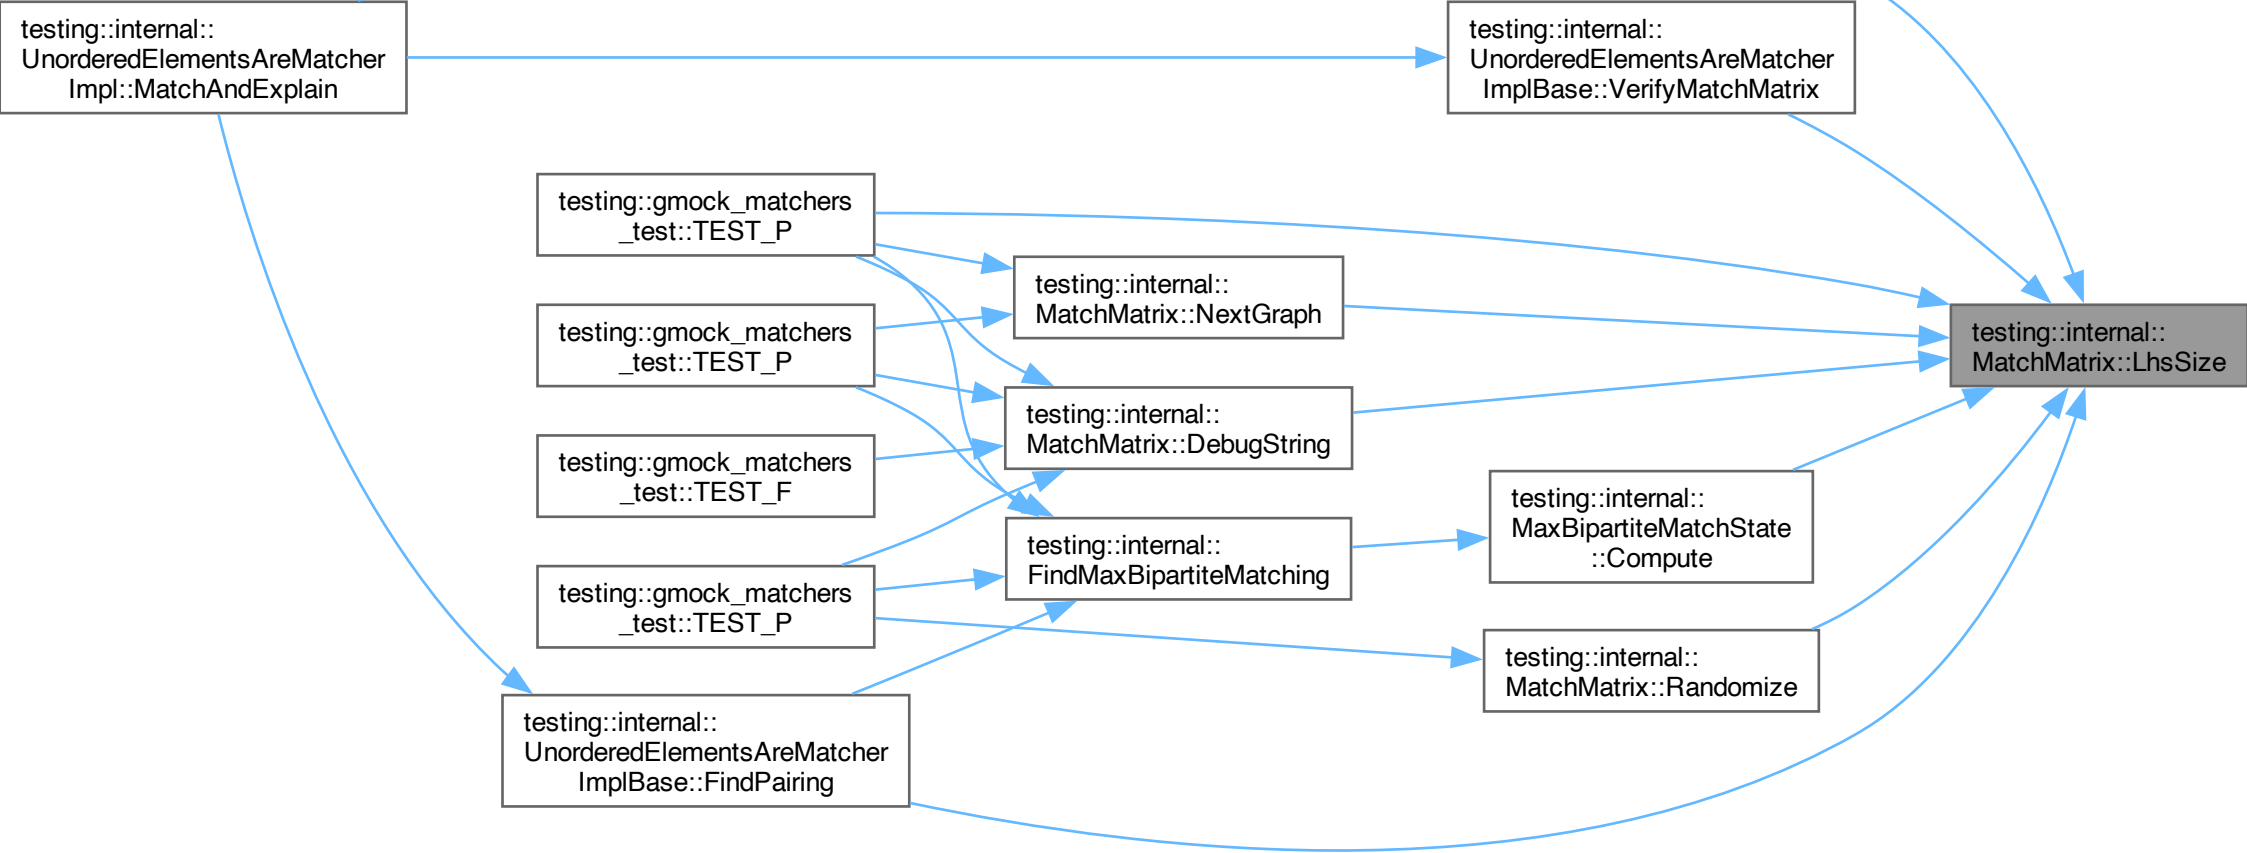 testing::internal::
UnorderedElementsAreMatcher
Impl::MatchAndExplain
testing::internal::
UnorderedElementsAreMatcher
ImplBase::VerifyMatchMatrix
testing::gmock_matchers
_test::TEST_P
testing::internal::
MatchMatrix::NextGraph
testing::gmock_matchers
_test::TEST_P
testing::internal::
MatchMatrix::LhsSize
testing::internal::
MatchMatrix::DebugString
testing::gmock_matchers
_test::TEST_F
testing::internal::
MaxBipartiteMatchState
::Compute
testing::internal::
FindMaxBipartiteMatching
testing::gmock_matchers
_test::TEST_P
testing::internal::
MatchMatrix::Randomize
testing::internal::
UnorderedElementsAreMatcher
ImplBase::FindPairing